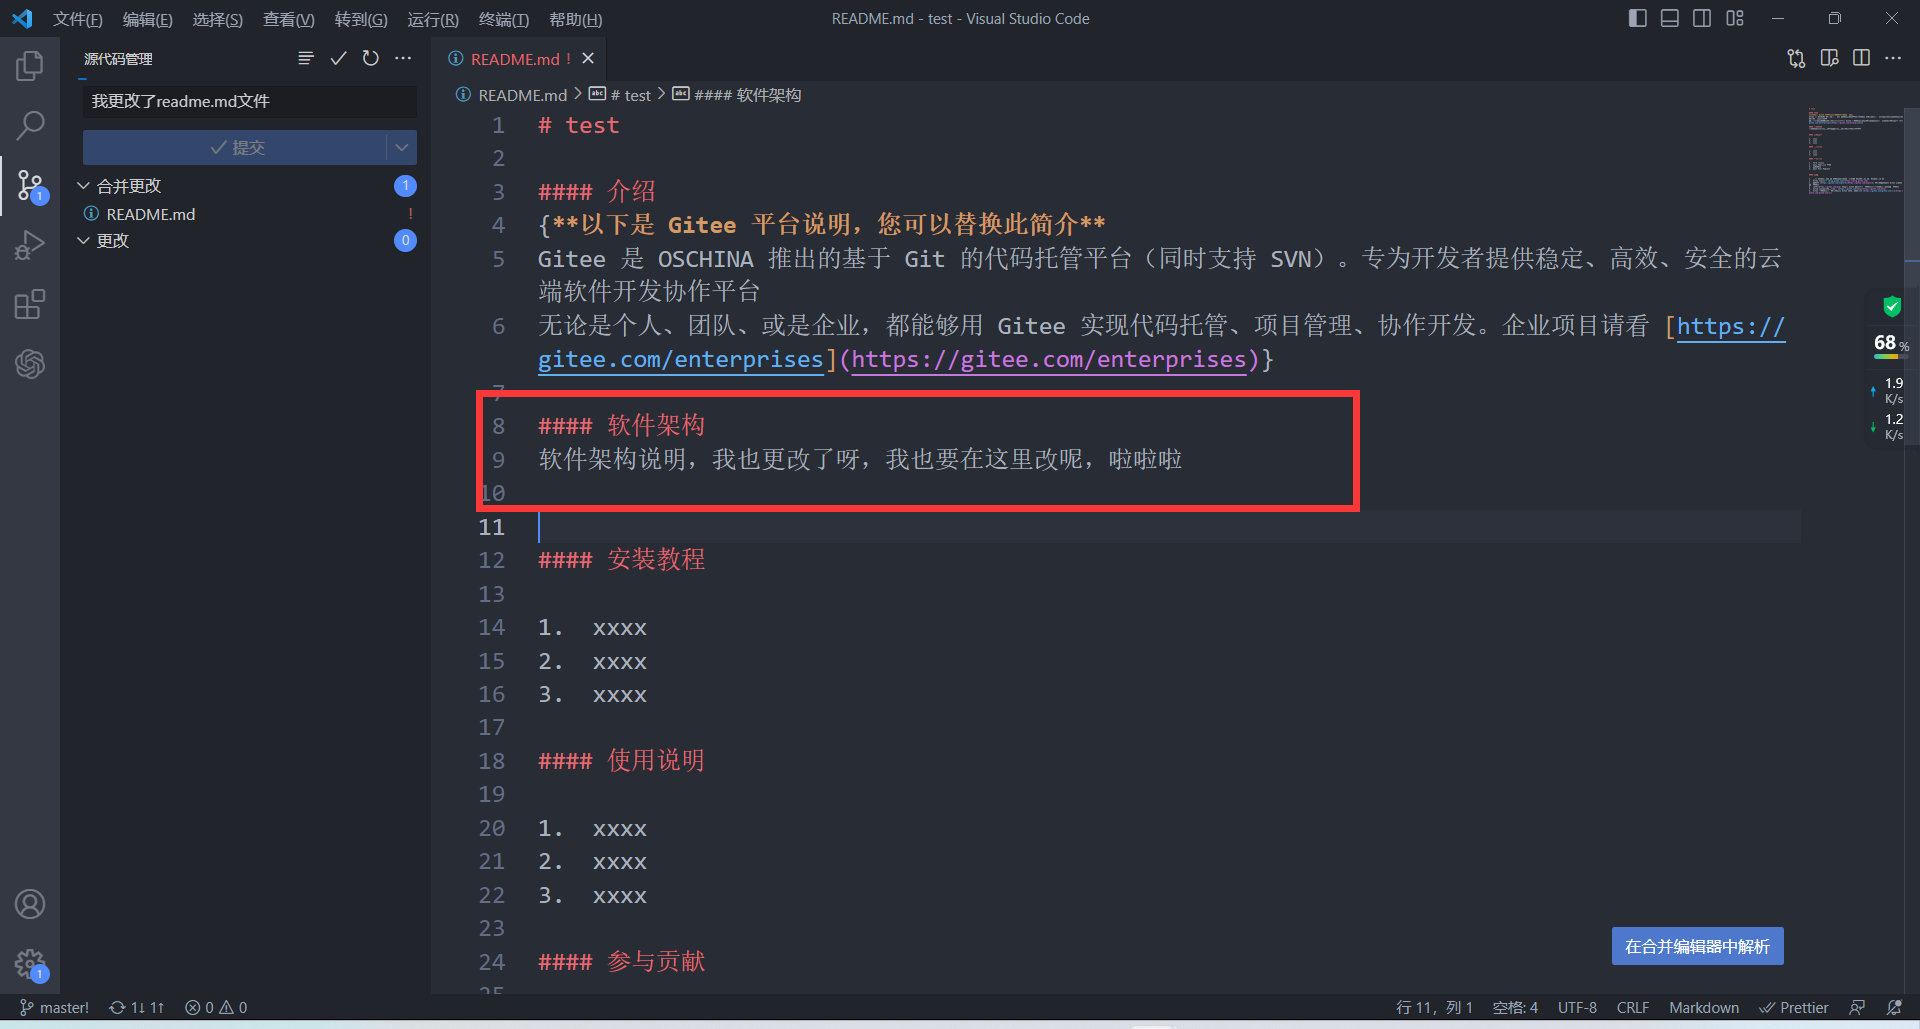 文件(F) 编辑(E) 选择(S) 查看(V) 转到(G) 运行(R) 终端(T) 帮助(H) README.md - test - Visual Studio Code
源代码管理
README.md !
我更改了readme.md文件
README.md > # test > #### 软件架构
提交
合并更改 1
README.md !
更改 0
1
1
1 # test
2
3 #### 介绍
4 {**以下是 Gitee 平台说明，您可以替换此简介**
5 Gitee 是 OSCHINA 推出的基于 Git 的代码托管平台（同时支持 SVN）。专为开发者提供稳定、高效、安全的云
端软件开发协作平台
6 无论是个人、团队、或是企业，都能够用 Gitee 实现代码托管、项目管理、协作开发。企业项目请看 [https://
gitee.com/enterprises](https://gitee.com/enterprises)}
7
8 #### 软件架构
9 软件架构说明，我也更改了呀，我也要在这里改呢，啦啦啦
10
11
12 #### 安装教程
13
14 1. xxxx
15 2. xxxx
16 3. xxxx
17
18 #### 使用说明
19
20 1. xxxx
21 2. xxxx
22 3. xxxx
23
24 #### 参与贡献
25
68%
1.9
K/s
1.2
K/s
在合并编辑器中解析
master! 1↓ 1↑ 0 0 行 11，列 1 空格: 4 UTF-8 CRLF Markdown Prettier